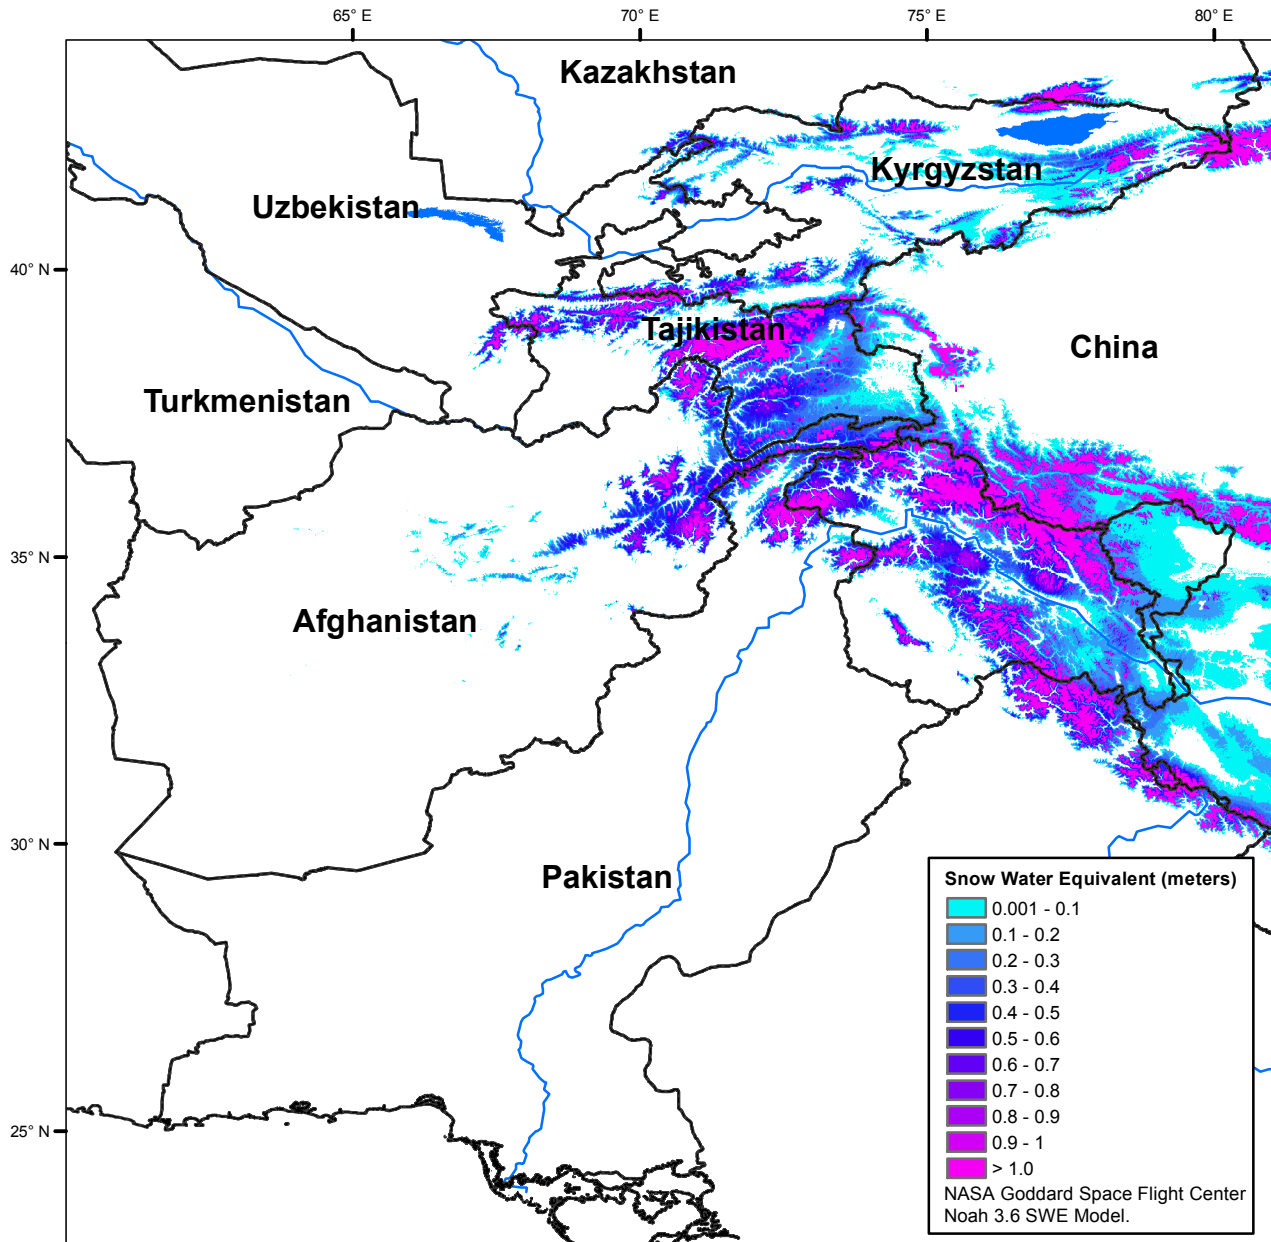 65° E
70° E
75° E
80° E
Kazakhstan
Kyrgyzstan
Uzbekistan
40° N
Tajikistan
China
Turkmenistan
35° N
Afghanistan
30° N
Pakistan
25° N
Snow Water Equivalent (meters)
0.001 - 0.1
0.1 - 0.2
0.2 - 0.3
0.3 - 0.4
0.4 - 0.5
0.5 - 0.6
0.6 - 0.7
0.7 - 0.8
0.8 - 0.9
0.9 - 1
> 1.0
NASA Goddard Space Flight Center
Noah 3.6 SWE Model.